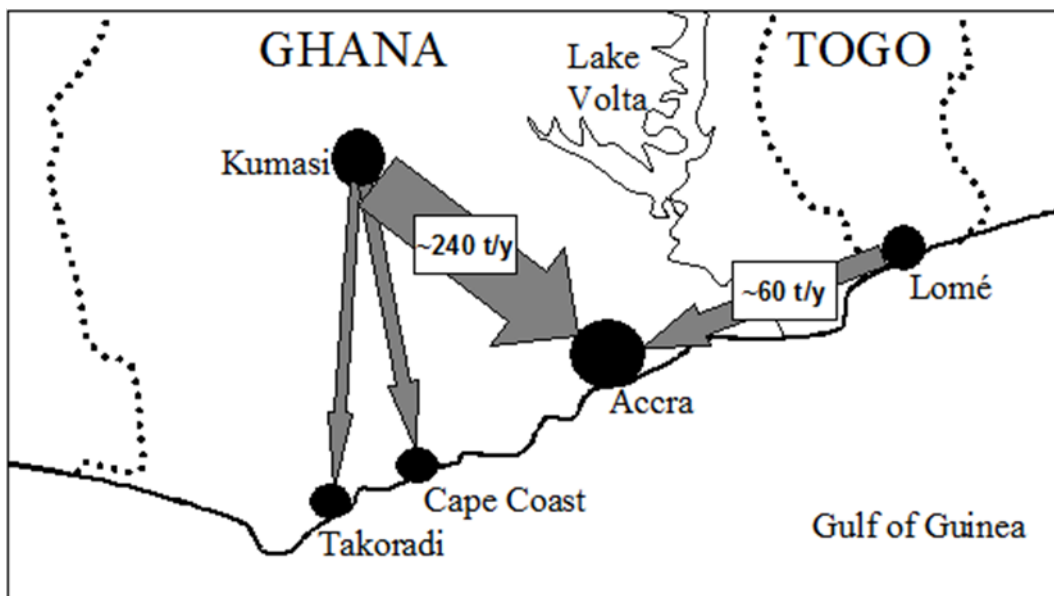 GHANA
Lake
Volta
TOGO
Kumasi
~240 t/y
~60 t/y
Lomé
Accra
Cape Coast
Takoradi
Gulf of Guinea